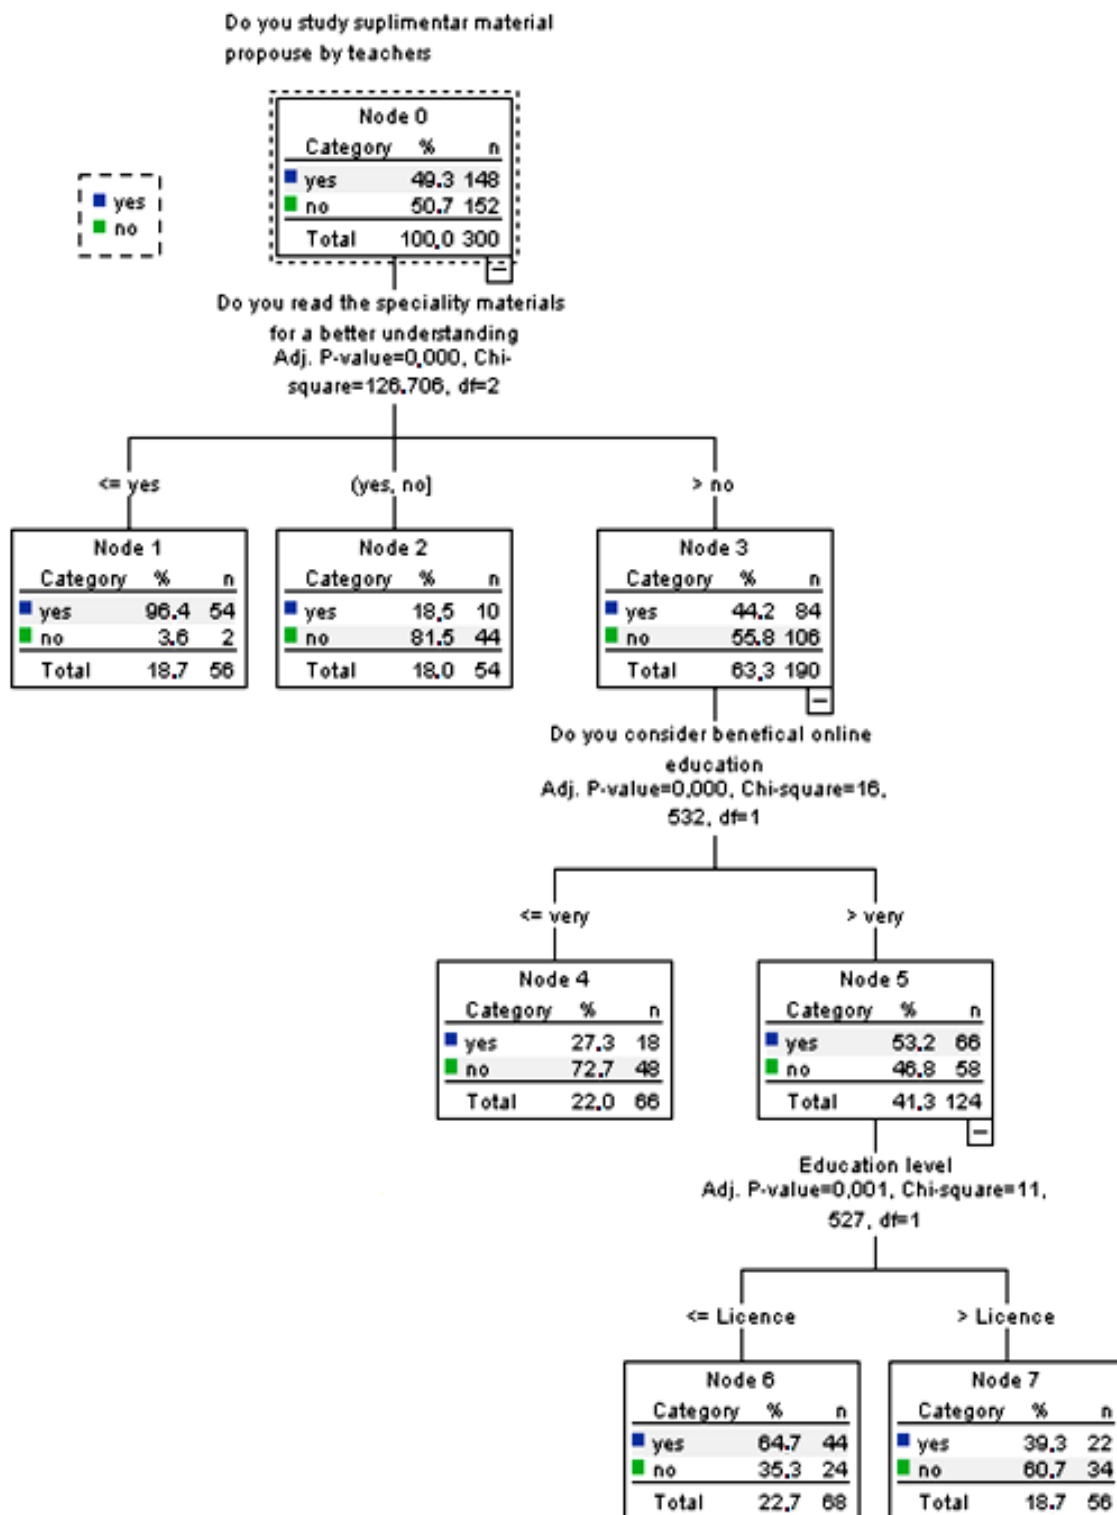 Do you study suplimentar material
propouse by teachers
Node 0
Category % n
yes 49.3 148
no 50.7 152
Total 100.0 300
yes
no
Do you read the speciality materials
for a better understanding
Adj. P-value=0,000, Chi-
square=126.706, df=2
<= yes
(yes, no]
> no
Node 1
Category % n
yes 96.4 54
no 3.6 2
Total 18.7 56
Node 2
Category % n
yes 18.5 10
no 81.5 44
Total 18.0 54
Node 3
Category % n
yes 44.2 84
no 55.8 106
Total 63.3 190
Do you consider benefical online
education
Adj. P-value=0,000, Chi-square=16,
532, df=1
<= very
> very
Node 4
Category % n
yes 27.3 18
no 72.7 48
Total 22.0 66
Node 5
Category % n
yes 53.2 66
no 46.8 58
Total 41.3 124
Education level
Adj. P-value=0,001, Chi-square=11,
527, df=1
<= Licence
> Licence
Node 6
Category % n
yes 64.7 44
no 35.3 24
Total 22.7 68
Node 7
Category % n
yes 39.3 22
no 60.7 34
Total 18.7 56